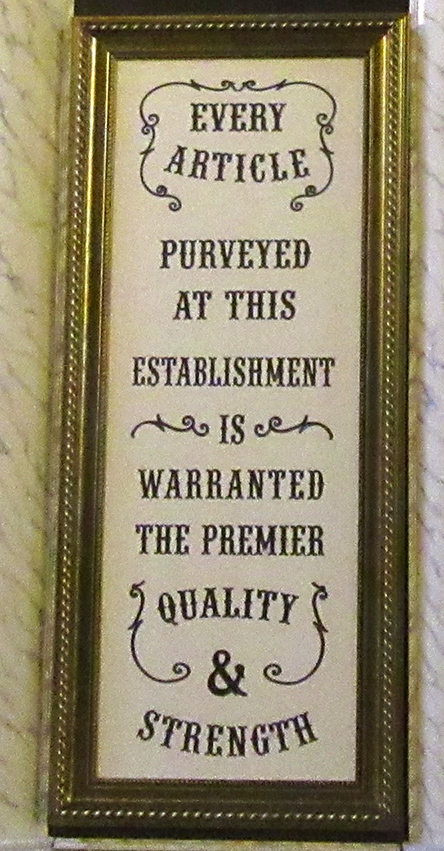 EVERY
ARTICLE
PURVEYED
AT THIS
ESTABLISHMENT
IS
WARRANTED
THE PREMIER
QUALITY
&
STRENGTH